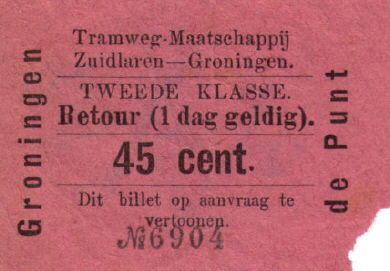 Groningen
Tramweg-Maatschappij
Zuidlaren—Groningen.
TWEEDE KLASSE.
Retour (1 dag geldig).
45 cent.
Dit billet op aanvraag te
vertoonen.
№6904
de Punt